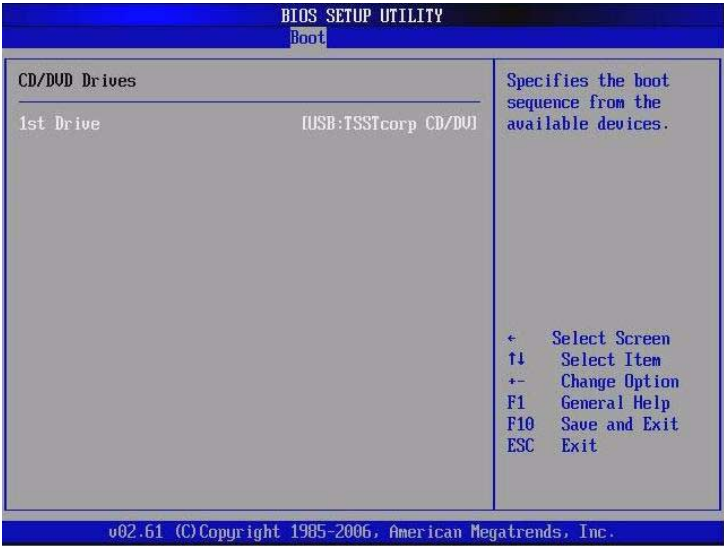 BIOS SETUP UTILITY
Boot
CD/DVD Drives
1st Drive [USB:TSSTcorp CD/DV]
Specifies the boot
sequence from the
available devices.
← Select Screen
↑↓ Select Item
+- Change Option
F1 General Help
F10 Save and Exit
ESC Exit
v02.61 (C)Copyright 1985-2006, American Megatrends, Inc.